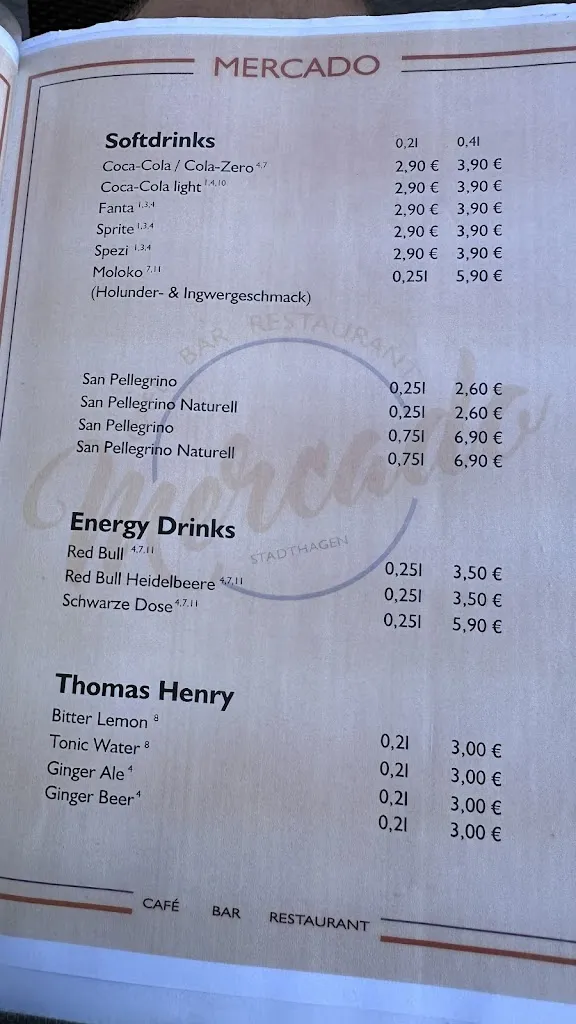 MERCADO
Softdrinks 0,2l 0,4l
Coca-Cola / Cola-Zero 4,7 2,90 € 3,90 €
Coca-Cola light 1,4,10 2,90 € 3,90 €
Fanta 1,3,4 2,90 € 3,90 €
Sprite 1,3,4 2,90 € 3,90 €
Spezi 1,3,4 2,90 € 3,90 €
Moloko 7,11 0,25l 5,90 €
(Holunder- & Ingwergeschmack)
BAR RESTAURANT
San Pellegrino 0,25l 2,60 €
San Pellegrino Naturell 0,25l 2,60 €
San Pellegrino 0,75l 6,90 €
San Pellegrino Naturell 0,75l 6,90 €
Mercado
STADTHAGEN
Energy Drinks
Red Bull 4,7,11 0,25l 3,50 €
Red Bull Heidelbeere 4,7,11 0,25l 3,50 €
Schwarze Dose 4,7,11 0,25l 5,90 €
Thomas Henry
Bitter Lemon 8 0,2l 3,00 €
Tonic Water 8 0,2l 3,00 €
Ginger Ale 4 0,2l 3,00 €
Ginger Beer 4 0,2l 3,00 €
CAFÉ BAR RESTAURANT